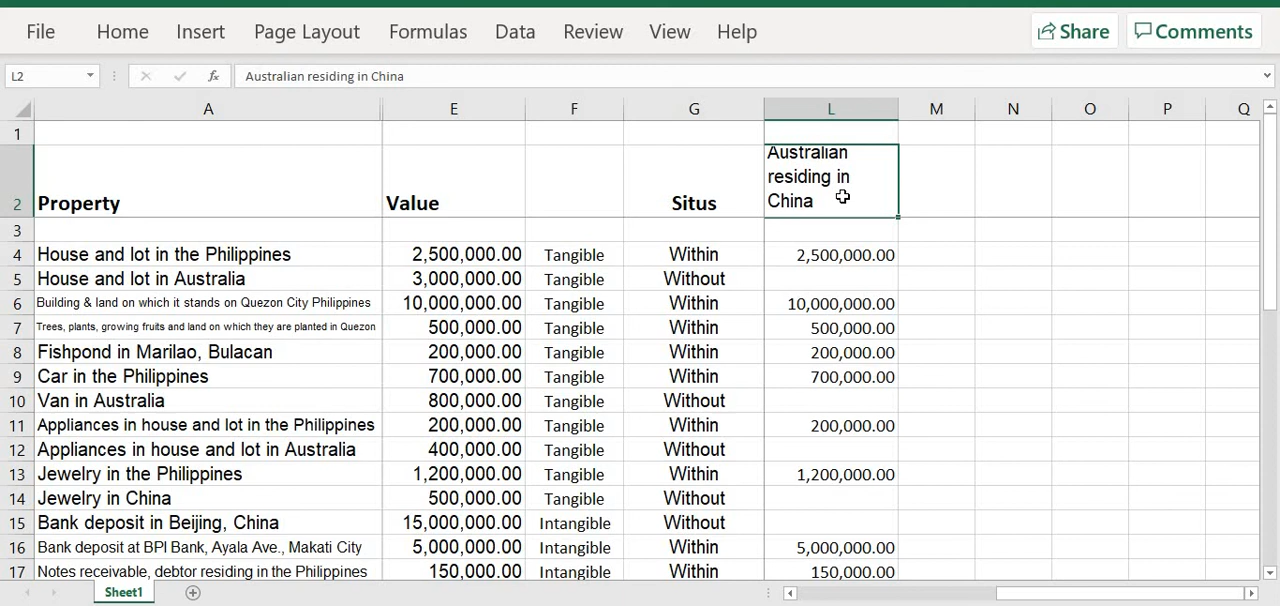 File Home Insert Page Layout Formulas Data Review View Help Share Comments
L2 fx Australian residing in China
A E F G L M N O P Q
1
2 Property Value Situs Australian residing in China
3
4 House and lot in the Philippines 2,500,000.00 Tangible Within 2,500,000.00
5 House and lot in Australia 3,000,000.00 Tangible Without
6 Building & land on which it stands on Quezon City Philippines 10,000,000.00 Tangible Within 10,000,000.00
7 Trees, plants, growing fruits and land on which they are planted in Quezon 500,000.00 Tangible Within 500,000.00
8 Fishpond in Marilao, Bulacan 200,000.00 Tangible Within 200,000.00
9 Car in the Philippines 700,000.00 Tangible Within 700,000.00
10 Van in Australia 800,000.00 Tangible Without
11 Appliances in house and lot in the Philippines 200,000.00 Tangible Within 200,000.00
12 Appliances in house and lot in Australia 400,000.00 Tangible Without
13 Jewelry in the Philippines 1,200,000.00 Tangible Within 1,200,000.00
14 Jewelry in China 500,000.00 Tangible Without
15 Bank deposit in Beijing, China 15,000,000.00 Intangible Without
16 Bank deposit at BPI Bank, Ayala Ave., Makati City 5,000,000.00 Intangible Within 5,000,000.00
17 Notes receivable, debtor residing in the Philippines 150,000.00 Intangible Within 150,000.00
Sheet1